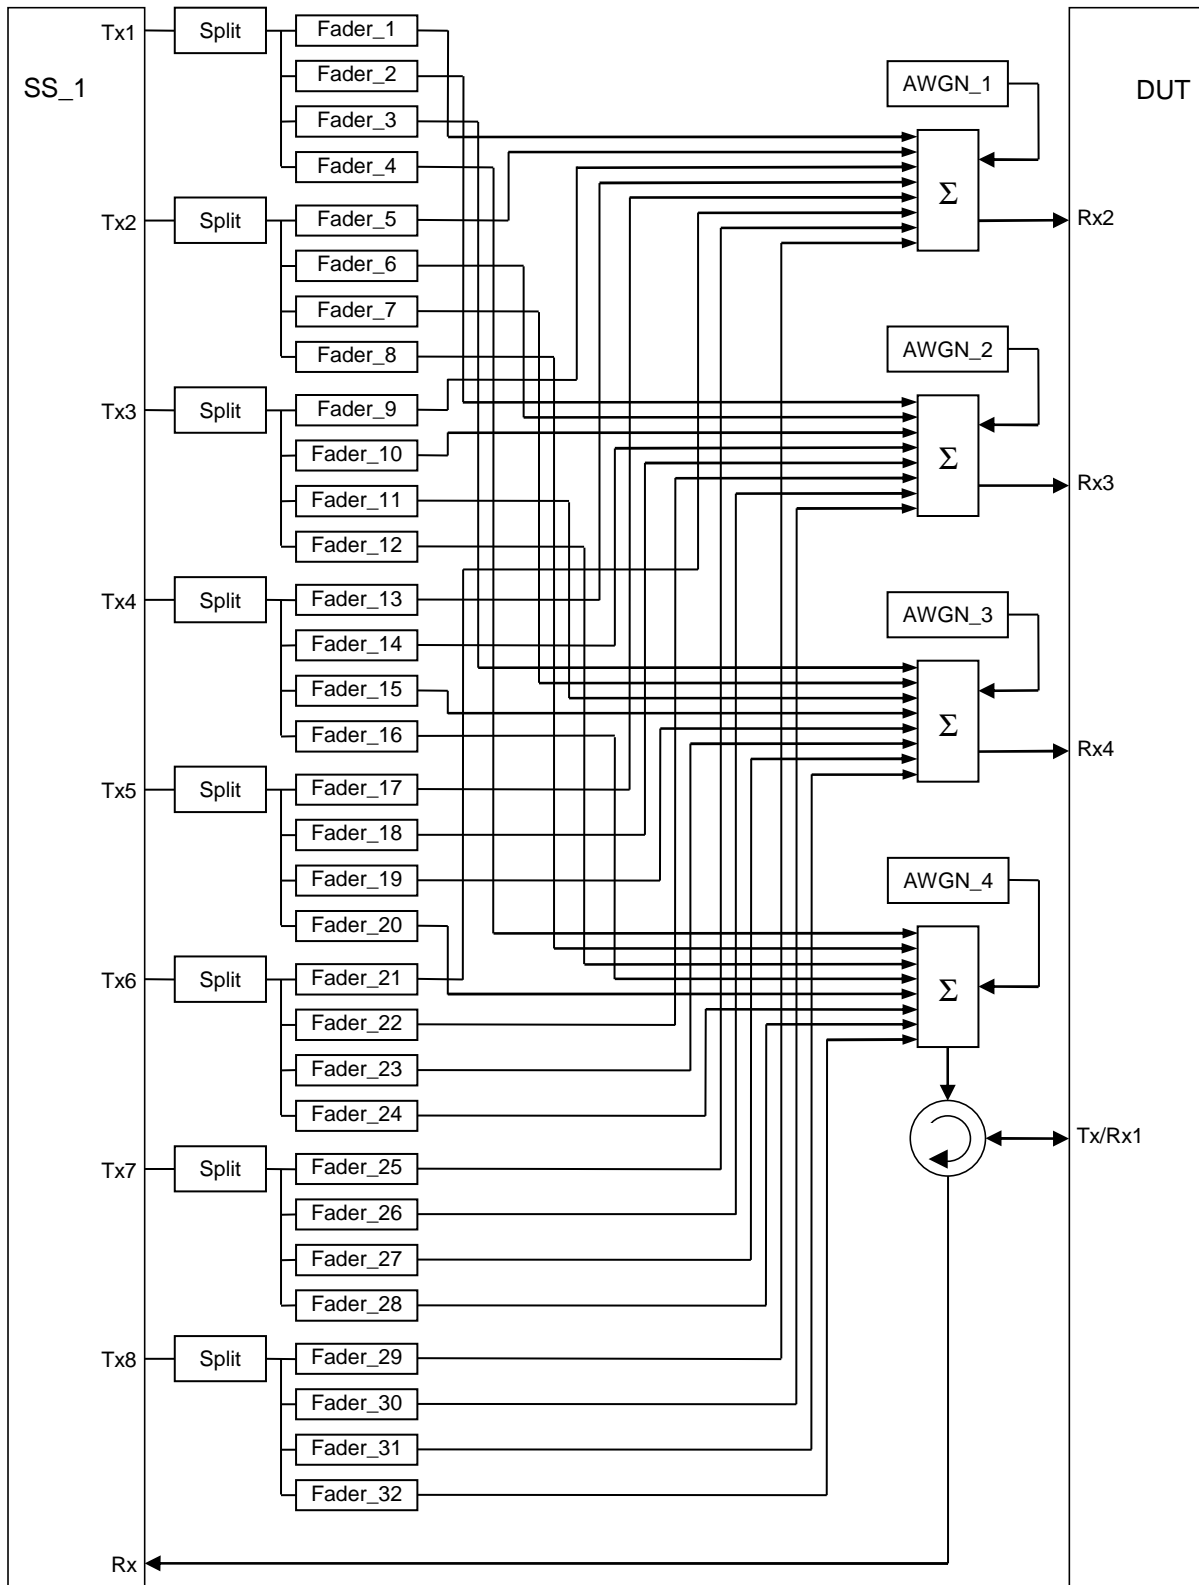 SS_1
DUT
Tx1
Split
Fader_1
Fader_2
Fader_3
Fader_4
Tx2
Split
Fader_5
Fader_6
Fader_7
Fader_8
Tx3
Split
Fader_9
Fader_10
Fader_11
Fader_12
Tx4
Split
Fader_13
Fader_14
Fader_15
Fader_16
Tx5
Split
Fader_17
Fader_18
Fader_19
Fader_20
Tx6
Split
Fader_21
Fader_22
Fader_23
Fader_24
Tx7
Split
Fader_25
Fader_26
Fader_27
Fader_28
Tx8
Split
Fader_29
Fader_30
Fader_31
Fader_32
Rx
AWGN_1
Σ
Rx2
AWGN_2
Σ
Rx3
AWGN_3
Σ
Rx4
AWGN_4
Σ
Tx/Rx1